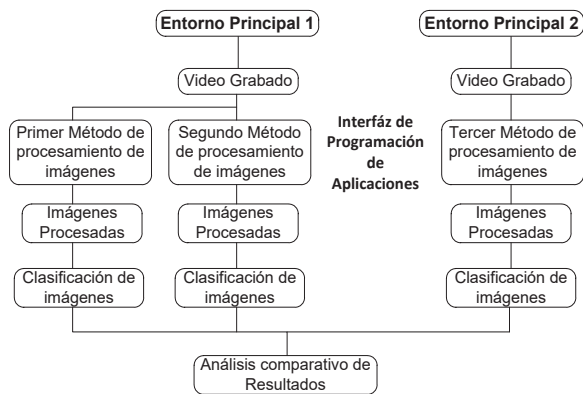 Entorno Principal 1
Entorno Principal 2
Video Grabado
Video Grabado
Primer Método de
procesamiento de
imágenes
Segundo Método
de procesamiento
de imágenes
Interfáz de
Programación
de
Aplicaciones
Tercer Método de
procesamiento de
imágenes
Imágenes
Procesadas
Imágenes
Procesadas
Imágenes
Procesadas
Clasificación de
imágenes
Clasificación de
imágenes
Clasificación de
imágenes
Análisis comparativo de
Resultados